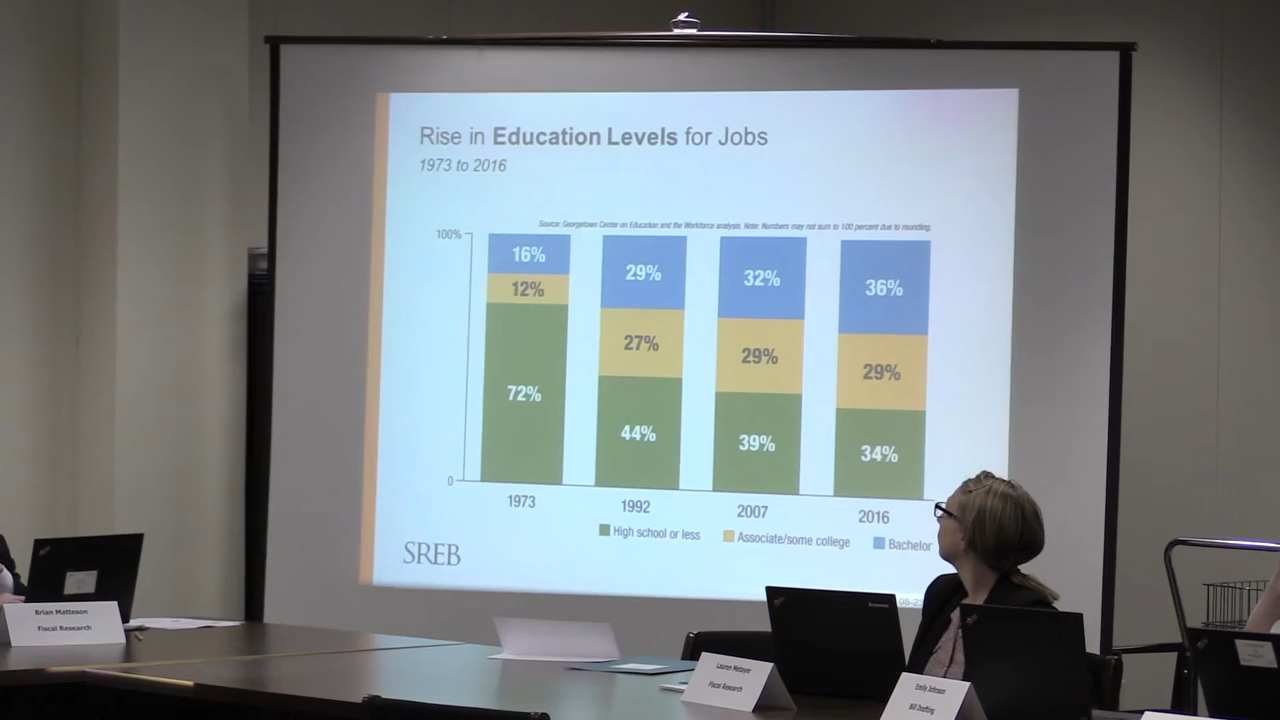 Rise in Education Levels for Jobs
1973 to 2016
Source: Georgetown Center on Education and the Workforce analysis. Note: Numbers may not sum to 100 percent due to rounding.
100%
16%
29%
32%
36%
12%
27%
29%
29%
72%
44%
39%
34%
0
1973
1992
2007
2016
High school or less
Associate/some college
Bachelor
SREB
08-2
Brian Matteson
Fiscal Research
Lauren Metayer
Fiscal Research
Emily Johnson
Bill Drafting